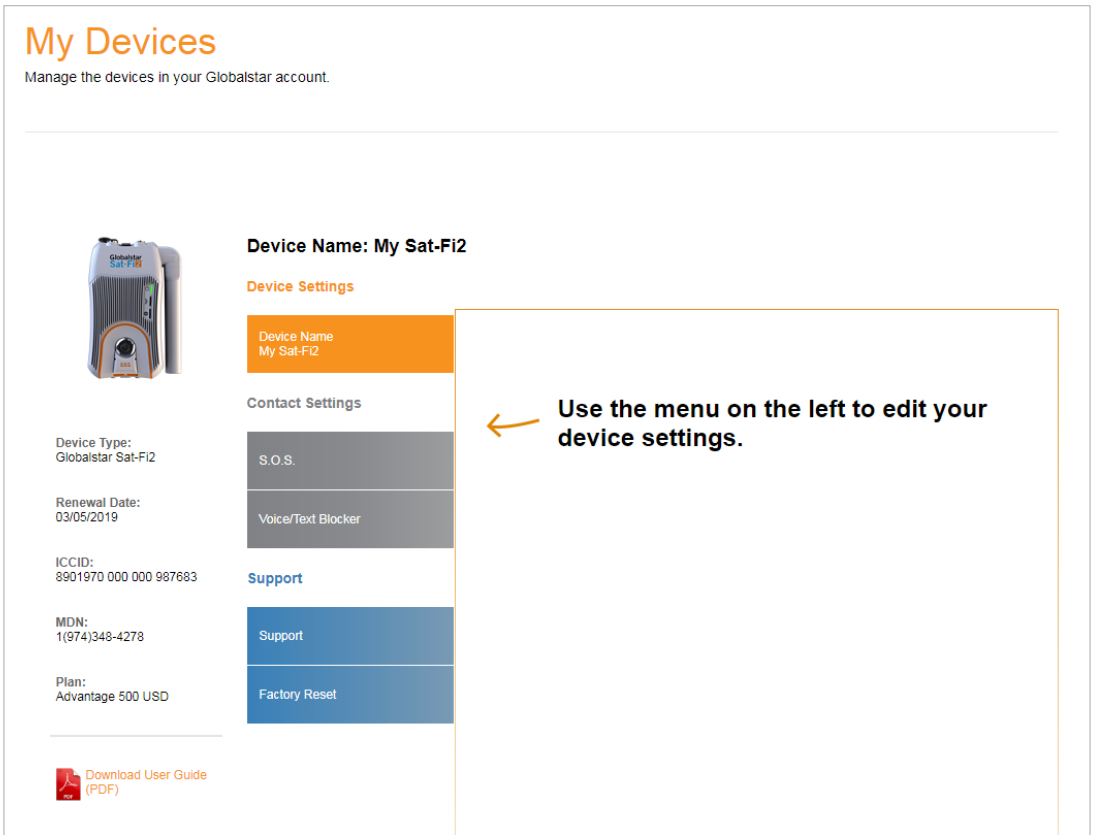 My Devices
Manage the devices in your Globalstar account.
Globalstar
Sat-Fi2
SOS
Device Name: My Sat-Fi2
Device Settings
Device Name
My Sat-Fi2
Contact Settings
S.O.S.
Voice/Text Blocker
Support
Support
Factory Reset
Use the menu on the left to edit your
device settings.
Device Type:
Globalstar Sat-Fi2
Renewal Date:
03/05/2019
ICCID:
8901970 000 000 987683
MDN:
1(974)348-4278
Plan:
Advantage 500 USD
PDF
Download User Guide
(PDF)